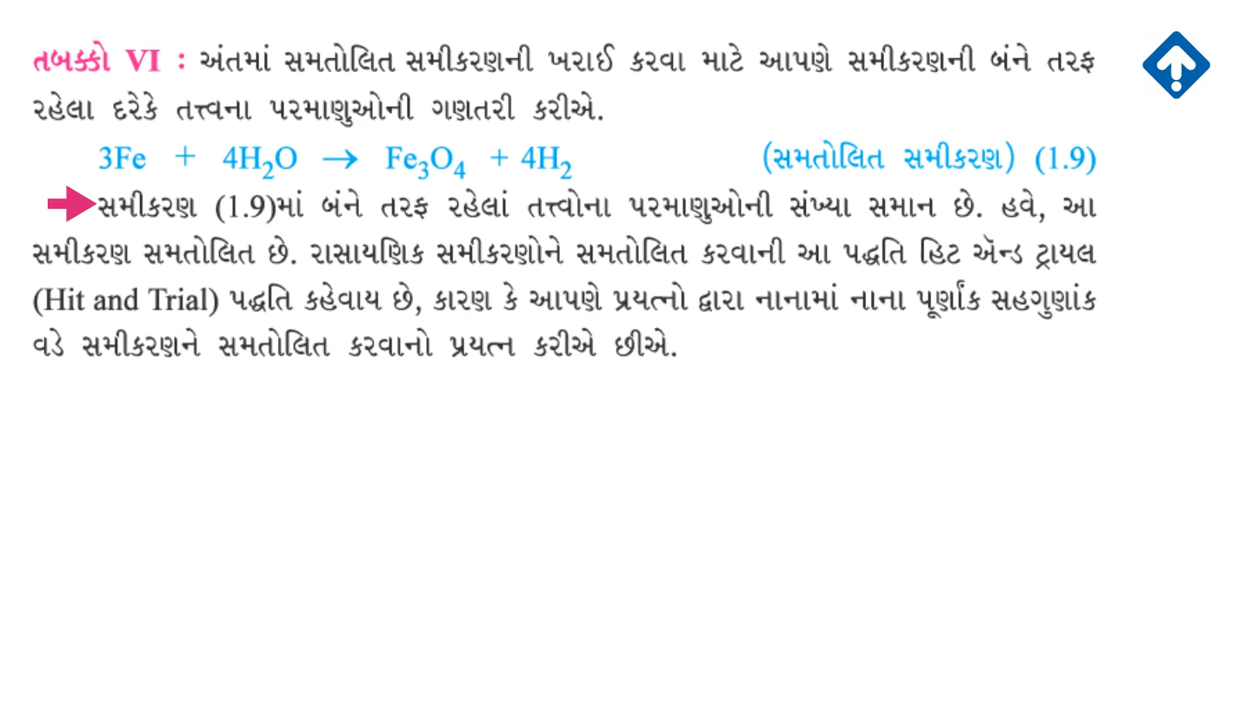 તબક્કો VI : અંતમાં સમતોલિત સમીકરણની ખરાઈ કરવા માટે આપણે સમીકરણની બંને તરફ
રહેલા દરેક તત્ત્વના પરમાણુઓની ગણતરી કરીએ.
3Fe + 4H₂O → Fe₃O₄ + 4H₂ (સમતોલિત સમીકરણ) (1.9)
સમીકરણ (1.9)માં બંને તરફ રહેલાં તત્ત્વોના પરમાણુઓની સંખ્યા સમાન છે. હવે, આ
સમીકરણ સમતોલિત છે. રાસાયણિક સમીકરણોને સમતોલિત કરવાની આ પદ્ધતિ હિટ ઍન્ડ ટ્રાયલ
(Hit and Trial) પદ્ધતિ કહેવાય છે, કારણ કે આપણે પ્રયત્નો દ્વારા નાનામાં નાના પૂર્ણાંક સહગુણાંક
વડે સમીકરણને સમતોલિત કરવાનો પ્રયત્ન કરીએ છીએ.